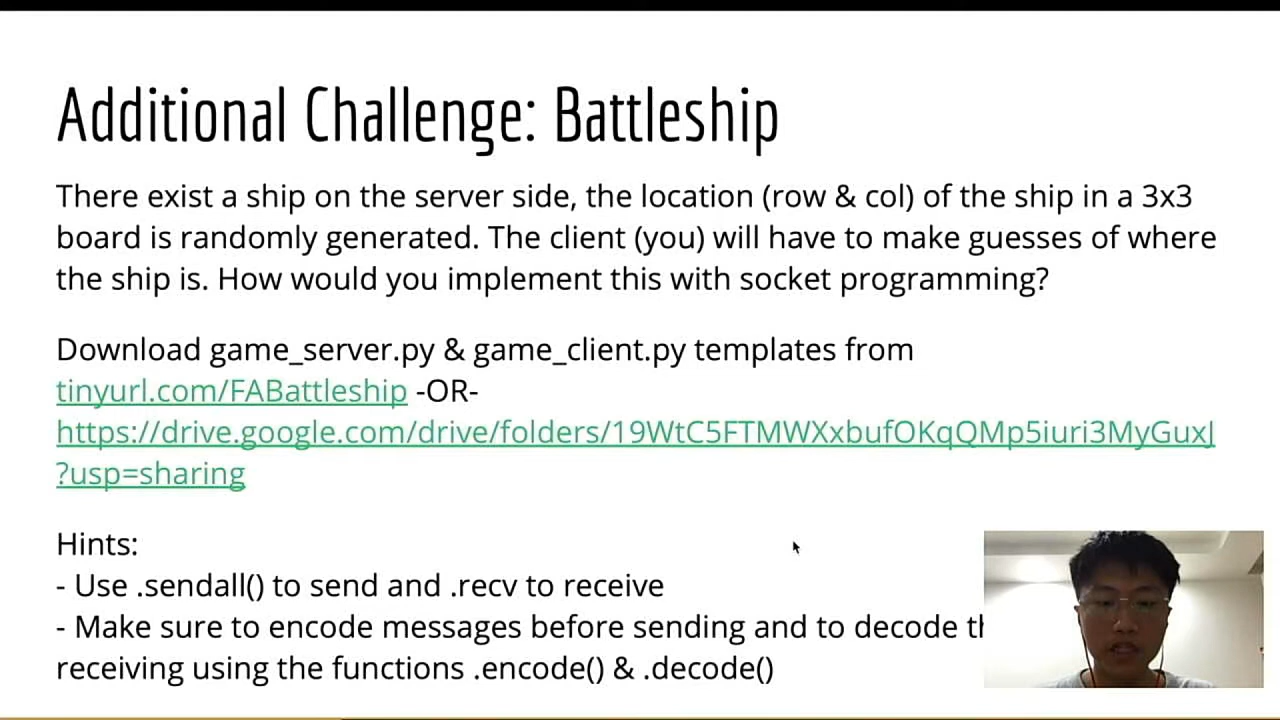 Additional Challenge: Battleship
There exist a ship on the server side, the location (row & col) of the ship in a 3x3
board is randomly generated. The client (you) will have to make guesses of where
the ship is. How would you implement this with socket programming?
Download game_server.py & game_client.py templates from
tinyurl.com/FABattleship -OR-
https://drive.google.com/drive/folders/19WtC5FTMWXxbufOKqQMp5iuri3MyGuxJ
?usp=sharing
Hints:
- Use .sendall() to send and .recv to receive
- Make sure to encode messages before sending and to decode
receiving using the functions .encode() & .decode()